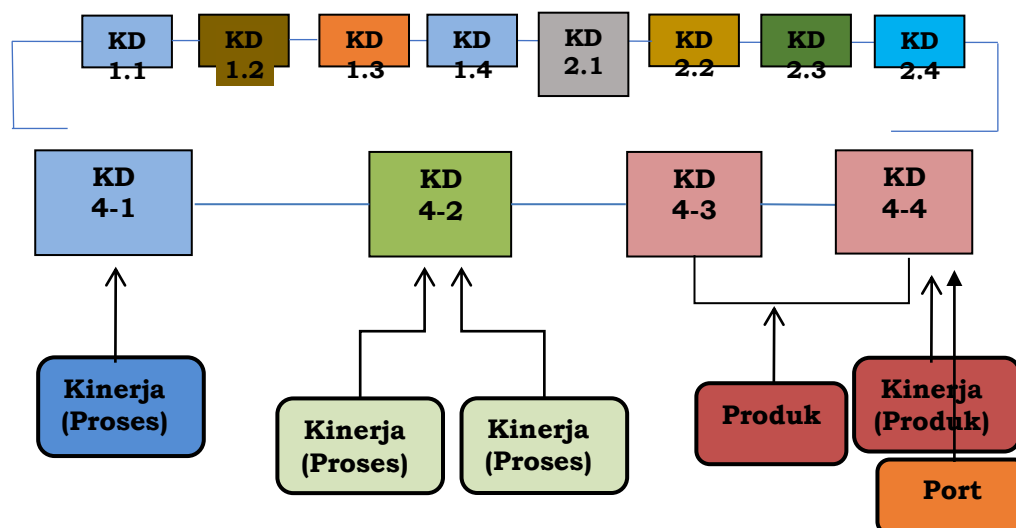 KD
1.1
KD
1.2
KD
1.3
KD
1.4
KD
2.1
KD
2.2
KD
2.3
KD
2.4
KD
4-1
KD
4-2
KD
4-3
KD
4-4
Kinerja
(Proses)
Kinerja
(Proses)
Kinerja
(Proses)
Produk
Kinerja
(Produk)
Port